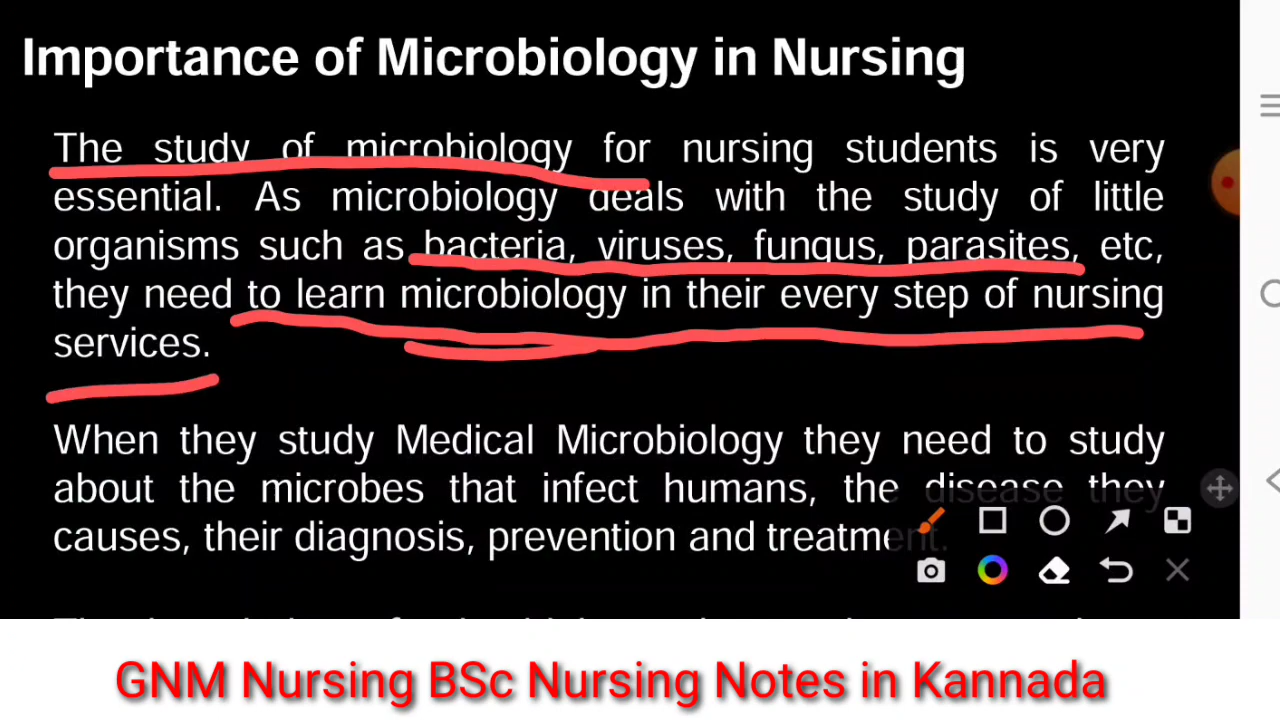 Importance of Microbiology in Nursing
The study of microbiology for nursing students is very
essential. As microbiology deals with the study of little
organisms such as bacteria, viruses, fungus, parasites, etc,
they need to learn microbiology in their every step of nursing
services.
When they study Medical Microbiology they need to study
about the microbes that infect humans, the disease they
causes, their diagnosis, prevention and treatment.
GNM Nursing BSc Nursing Notes in Kannada